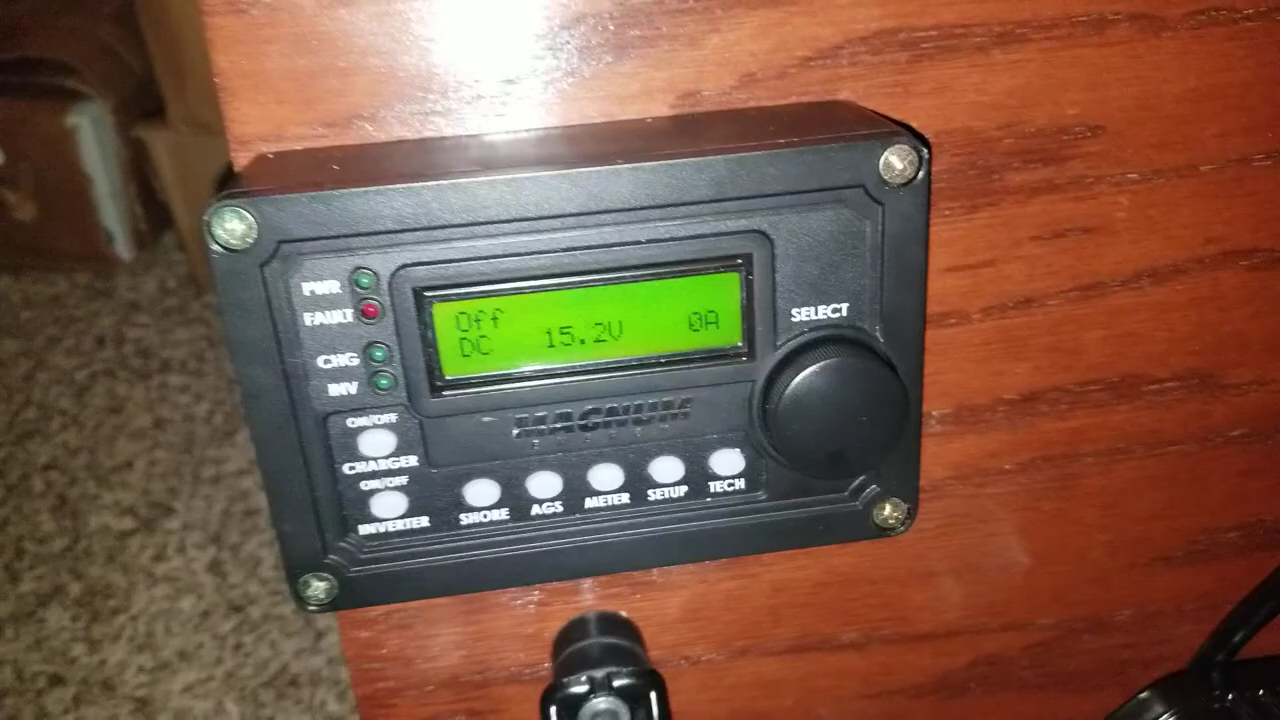 PWR
FAULT
CHG
INV
Off
DC 15.2V 0A
SELECT
MAGNUM
ON/OFF
CHARGER
ON/OFF
INVERTER
SHORE
AGS
METER
SETUP
TECH